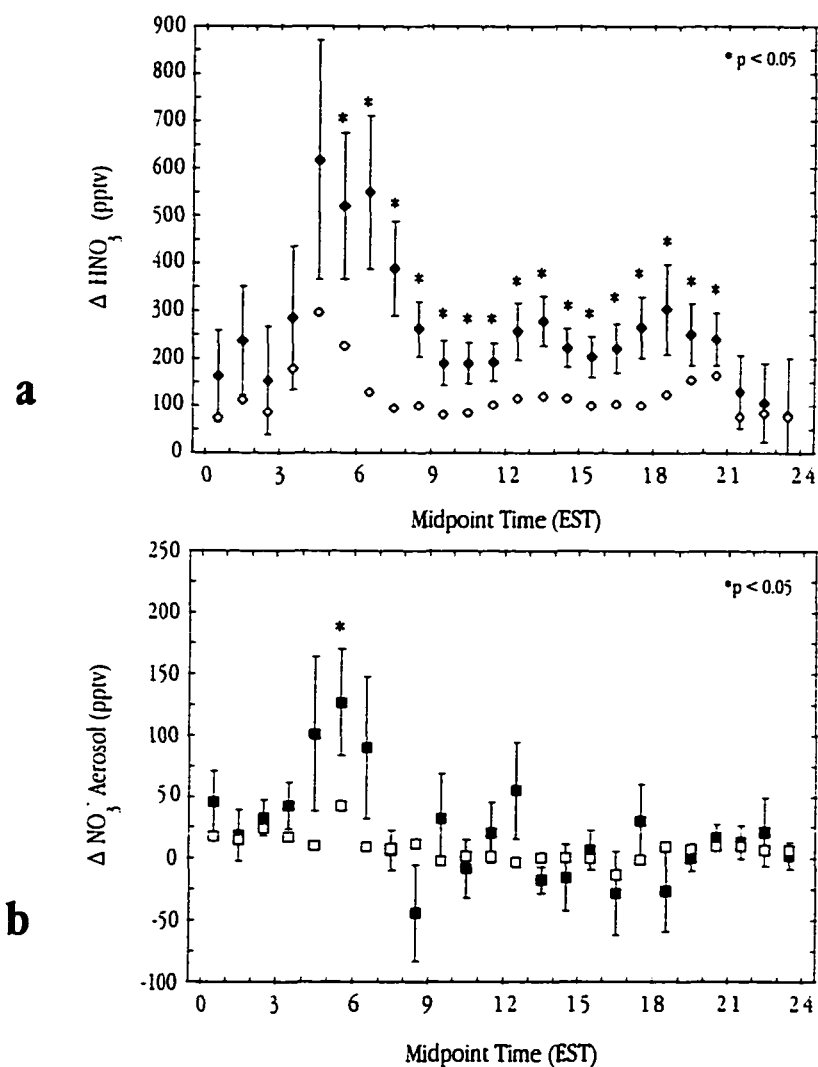 900
800
700
600
500
400
300
200
100
0
Δ HNO3 (pptv)
• p < 0.05
* * * * * * * * * * * * * * * *
0 3 6 9 12 15 18 21 24
Midpoint Time (EST)
a
250
200
150
100
50
0
-50
-100
Δ NO3- Aerosol (pptv)
•p < 0.05
*
0 3 6 9 12 15 18 21 24
Midpoint Time (EST)
b